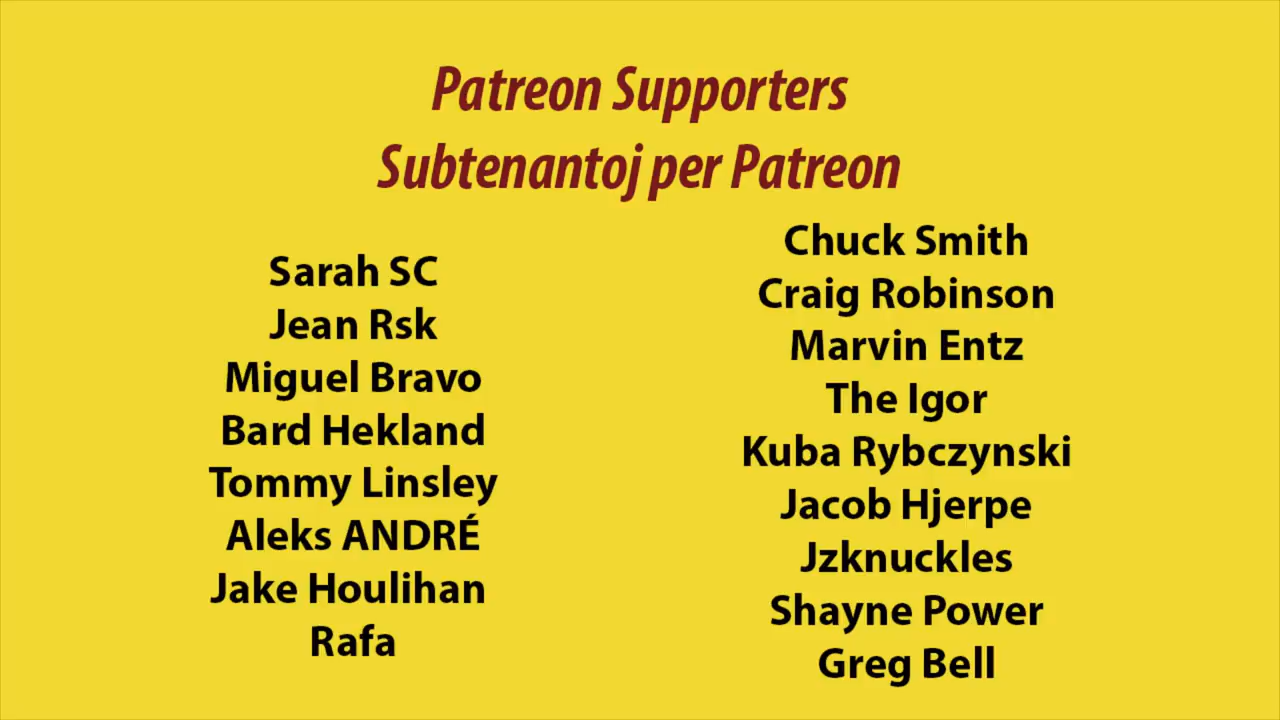 Patreon Supporters
Subtenantoj per Patreon
Sarah SC
Jean Rsk
Miguel Bravo
Bard Hekland
Tommy Linsley
Aleks ANDRÉ
Jake Houlihan
Rafa
Chuck Smith
Craig Robinson
Marvin Entz
The Igor
Kuba Rybczynski
Jacob Hjerpe
Jzknuckles
Shayne Power
Greg Bell